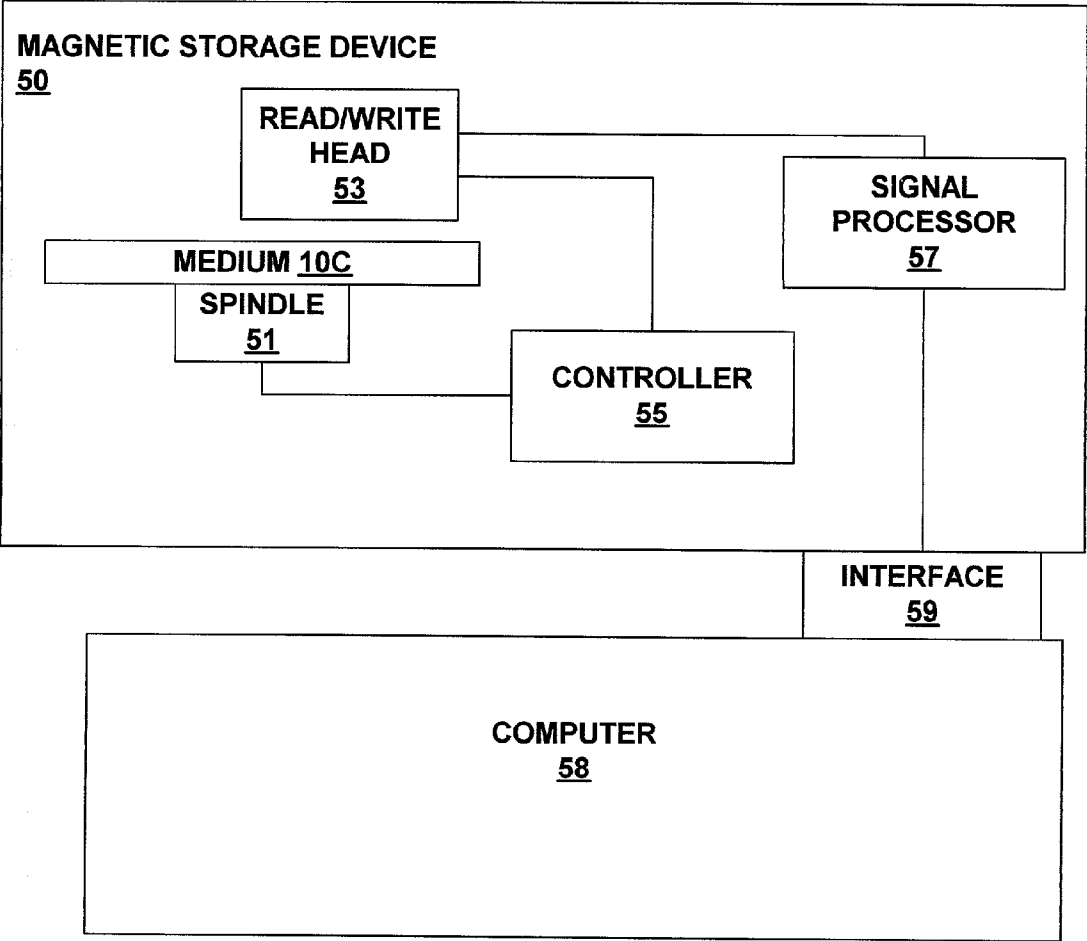 MAGNETIC STORAGE DEVICE
50
READ/WRITE
HEAD
53
SIGNAL
PROCESSOR
57
MEDIUM 10C
SPINDLE
51
CONTROLLER
55
INTERFACE
59
COMPUTER
58